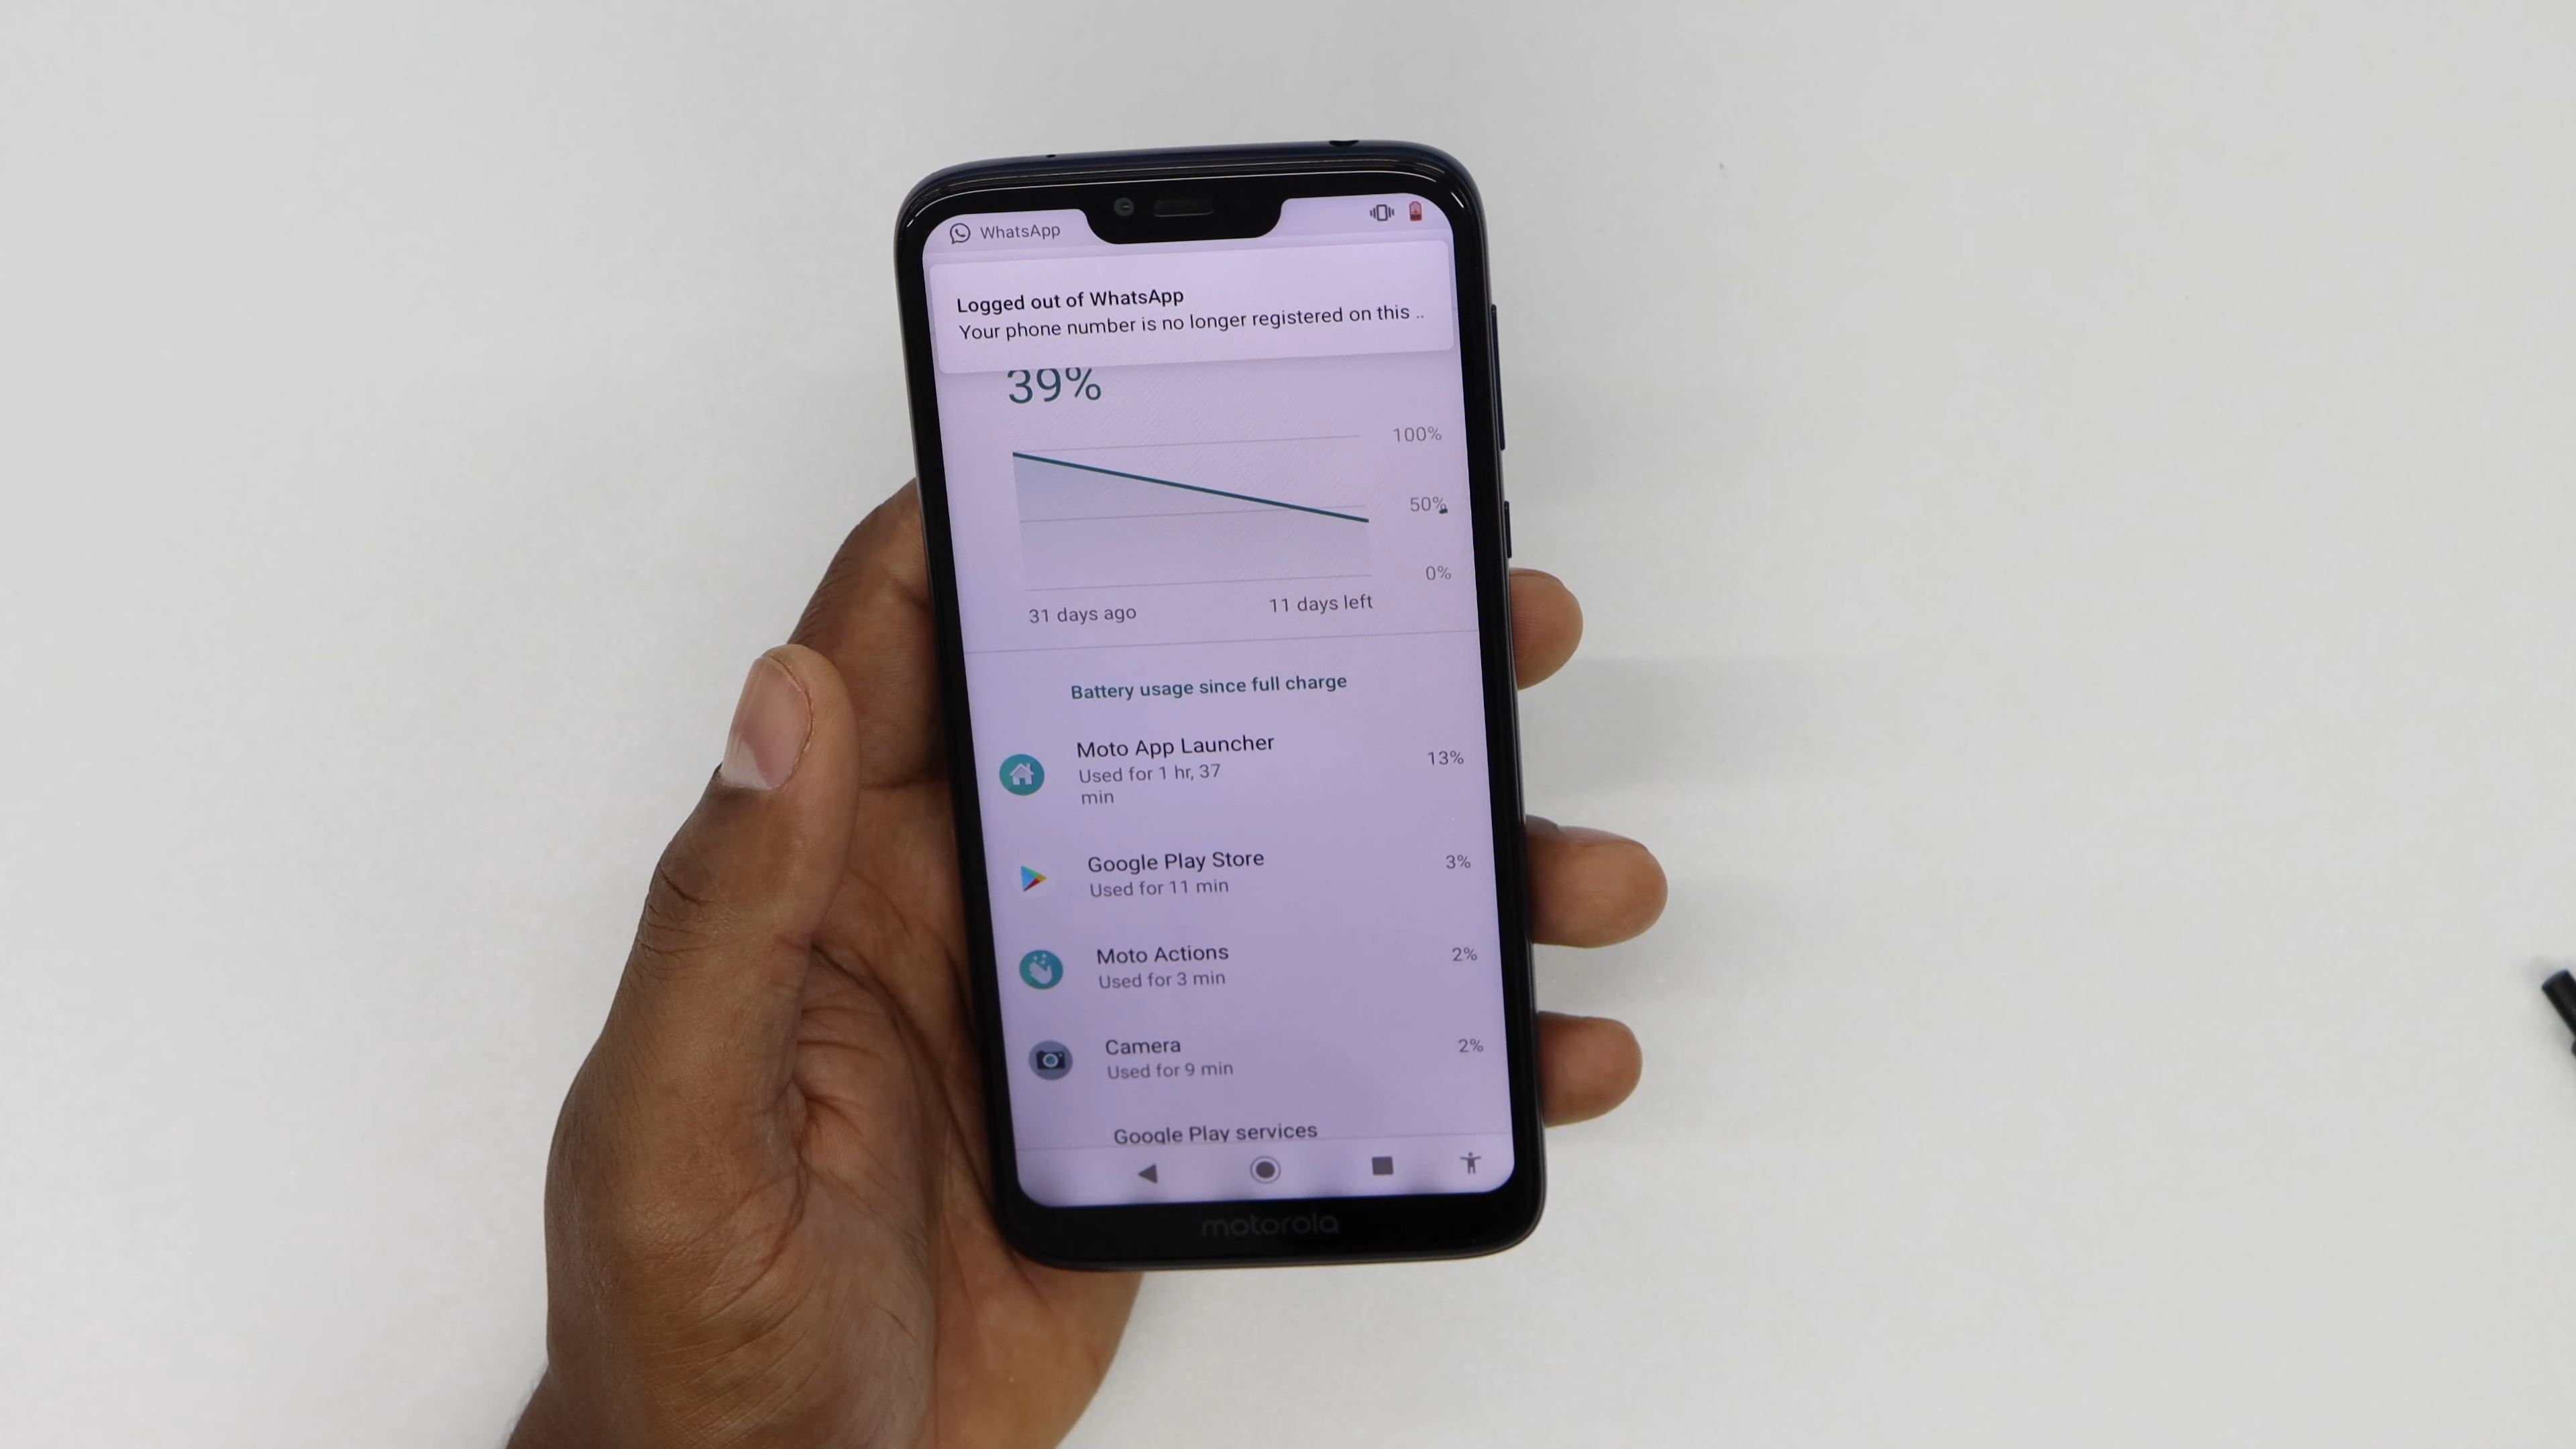 WhatsApp
Logged out of WhatsApp
Your phone number is no longer registered on this ..
39%
100%
50%
0%
31 days ago
11 days left
Battery usage since full charge
Moto App Launcher
13%
Used for 1 hr, 37
min
Google Play Store
3%
Used for 11 min
Moto Actions
2%
Used for 3 min
Camera
2%
Used for 9 min
Google Play services
motorola